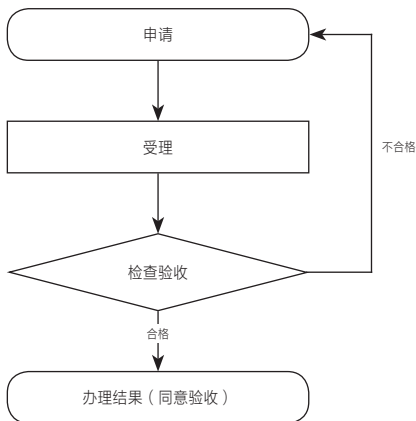 申请
受理
不合格
检查验收
合格
办理结果（同意验收）